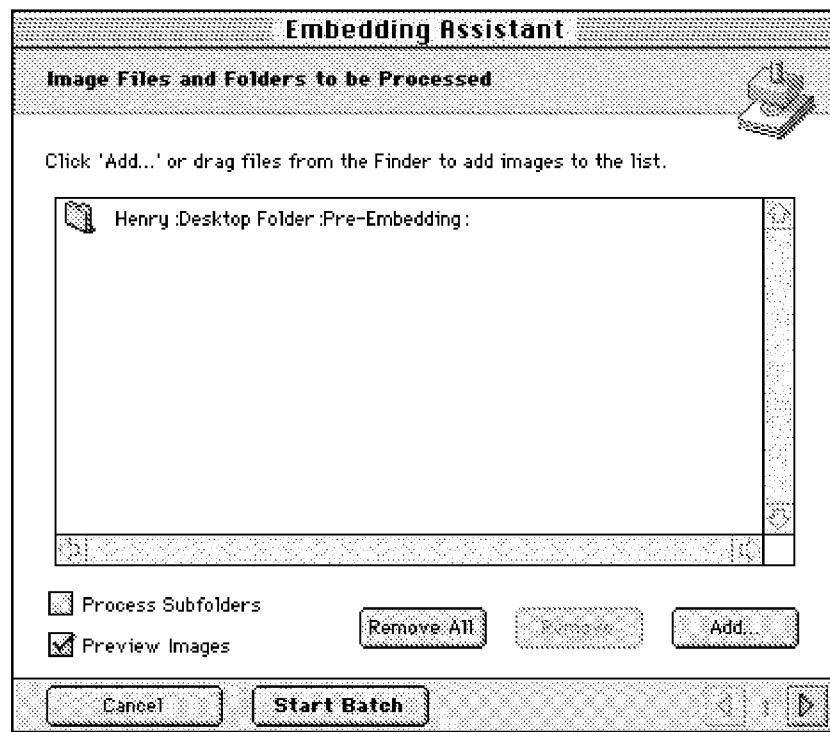 Embedding Assistant
Image Files and Folders to be Processed
Click 'Add...' or drag files from the Finder to add images to the list.
Henry :Desktop Folder :Pre-Embedding :
Process Subfolders
Preview Images
Remove All
Remove
Add...
Cancel
Start Batch